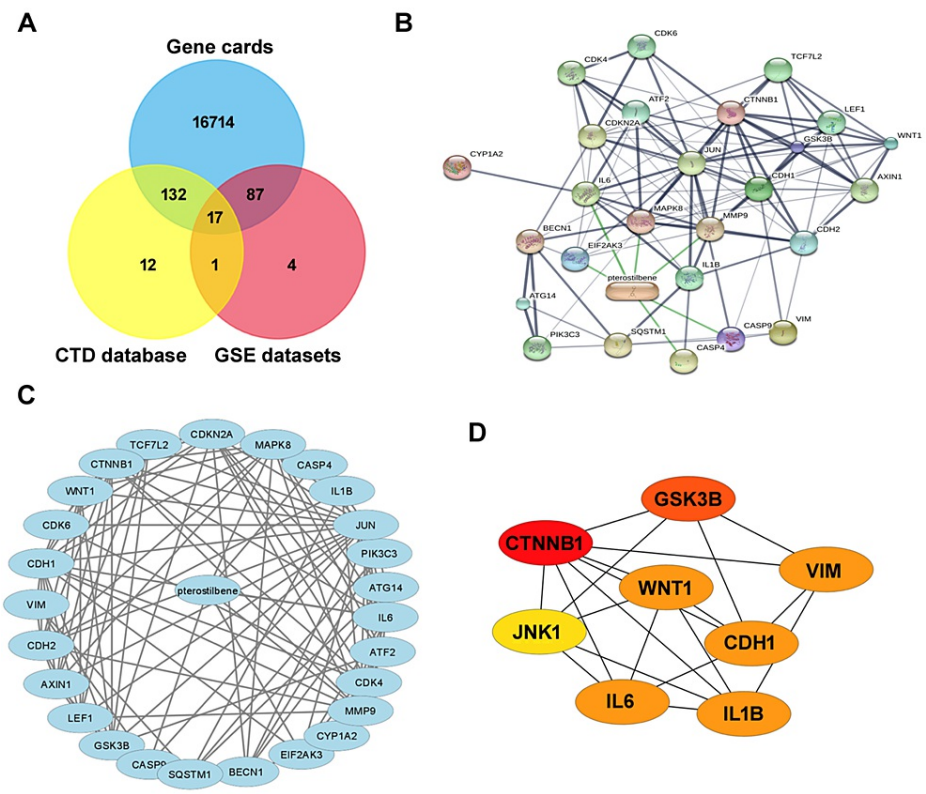 A
Gene cards
16714
132
87
17
12
1
4
CTD database
GSE datasets
B
CDK6
CDK4
TCF7L2
ATF2
CTNNB1
LEF1
CDKN2A
GSK3B
WNT1
JUN
CYP1A2
CDH1
AXIN1
IL6
MAPK8
MMP9
BECN1
CDH2
EIF2AK3
IL1B
pterostilbene
ATG14
PIK3C3
SQSTM1
CASP9
VIM
CASP4
C
CDKN2A
TCF7L2
MAPK8
CTNNB1
CASP4
WNT1
IL1B
CDK6
JUN
CDH1
PIK3C3
pterostilbene
ATG14
VIM
IL6
CDH2
ATF2
AXIN1
CDK4
LEF1
MMP9
GSK3B
CYP1A2
CASP9
EIF2AK3
SQSTM1
BECN1
D
GSK3B
CTNNB1
VIM
WNT1
JNK1
CDH1
IL6
IL1B